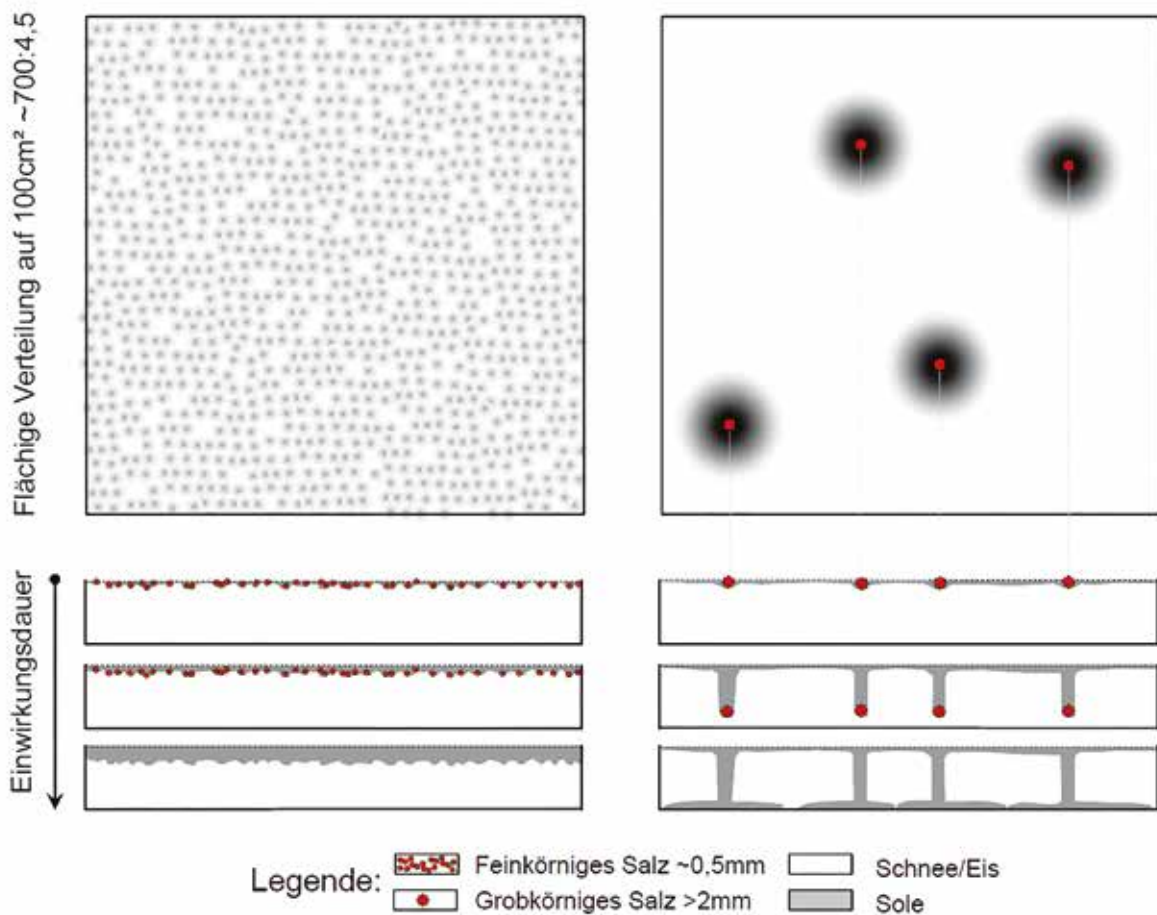 Flächige Verteilung auf 100cm² ~700:4,5
Einwirkungsdauer
Legende:
Feinkörniges Salz ~0,5mm
Grobkörniges Salz >2mm
Schnee/Eis
Sole